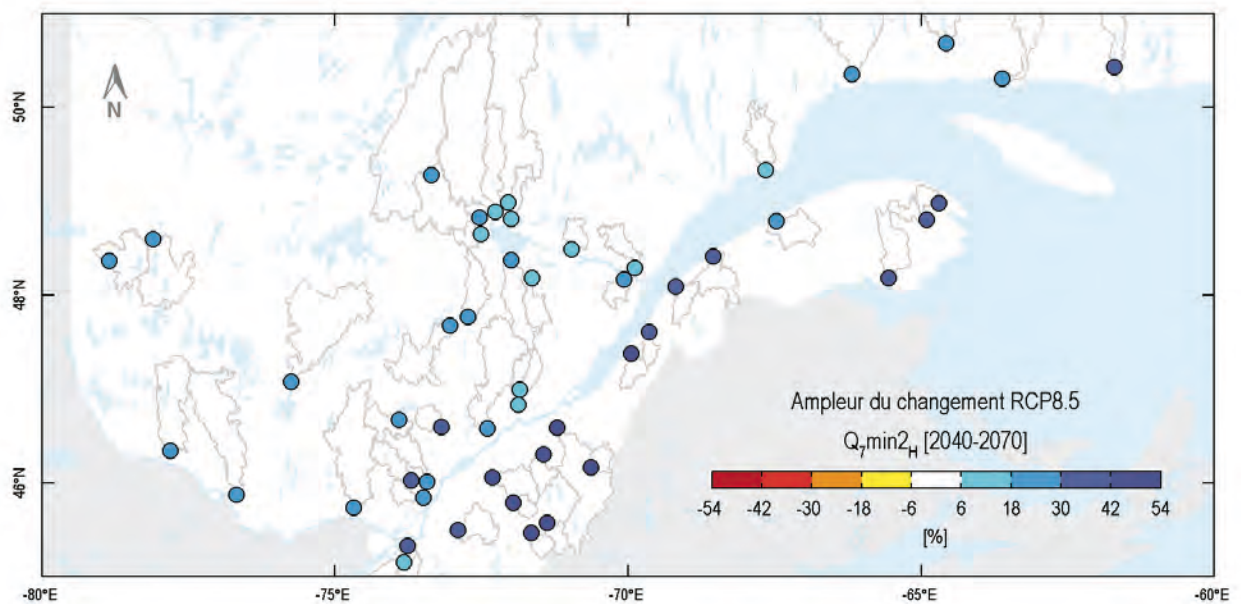 50°N
48°N
46°N
N
Ampleur du changement RCP8.5
Q7min2H [2040-2070]
-54 -42 -30 -18 -6 6 18 30 42 54
[%]
-80°E -75°E -70°E -65°E -60°E